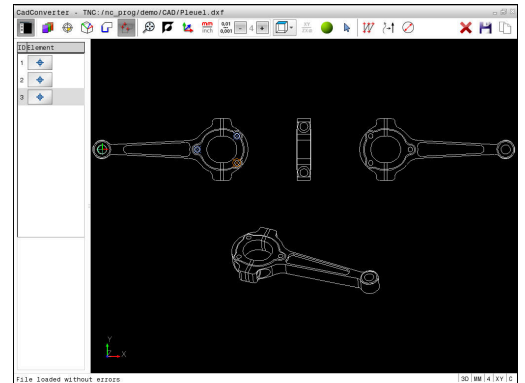 CadConverter - TNC:/nc_prog/demo/CAD/Pleuel.dxf
mm
inch
0,01
0,001
4
ID Element
1
2
3
Y
Z X
File loaded without errors
3D MM 4 XY C